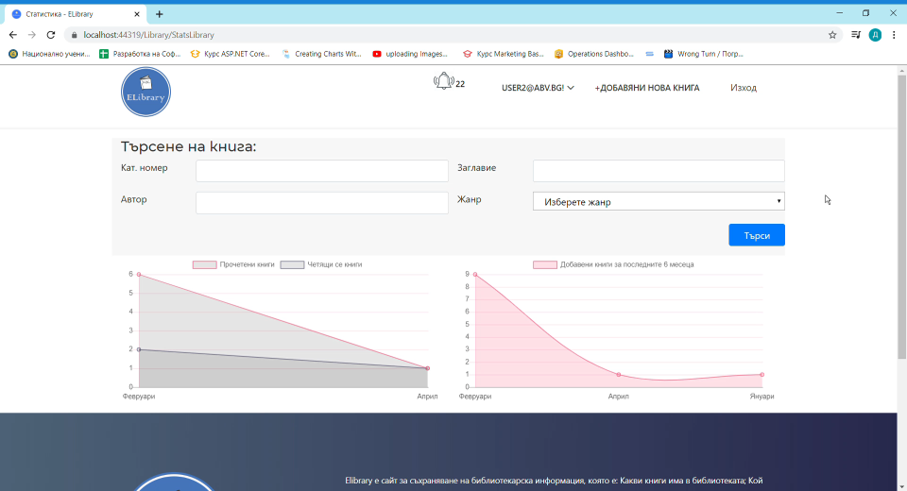 Статистика - ELibrary
localhost:44319/Library/StatsLibrary
Национално учени...
Разработка на Соф...
Курс ASP.NET Core...
Creating Charts Wit...
uploading Images...
Курс Marketing Bas...
Operations Dashbo...
Wrong Turn / Погр...
Д
ELibrary
22
USER2@ABV.BG!
+ДОБАВЯНИ НОВА КНИГА
Изход
Търсене на книга:
Кат. номер
Заглавие
Автор
Жанр
Изберете жанр
Търси
Прочетени книги
Четящи се книги
6
5
4
3
2
1
0
Февруари
Април
Добавени книги за последните 6 месеца
9
8
7
6
5
4
3
2
1
0
Февруари
Април
Януари
Elibrary е сайт за съхраняване на библиотекарска информация, която е: Какви книги има в библиотеката; Кой